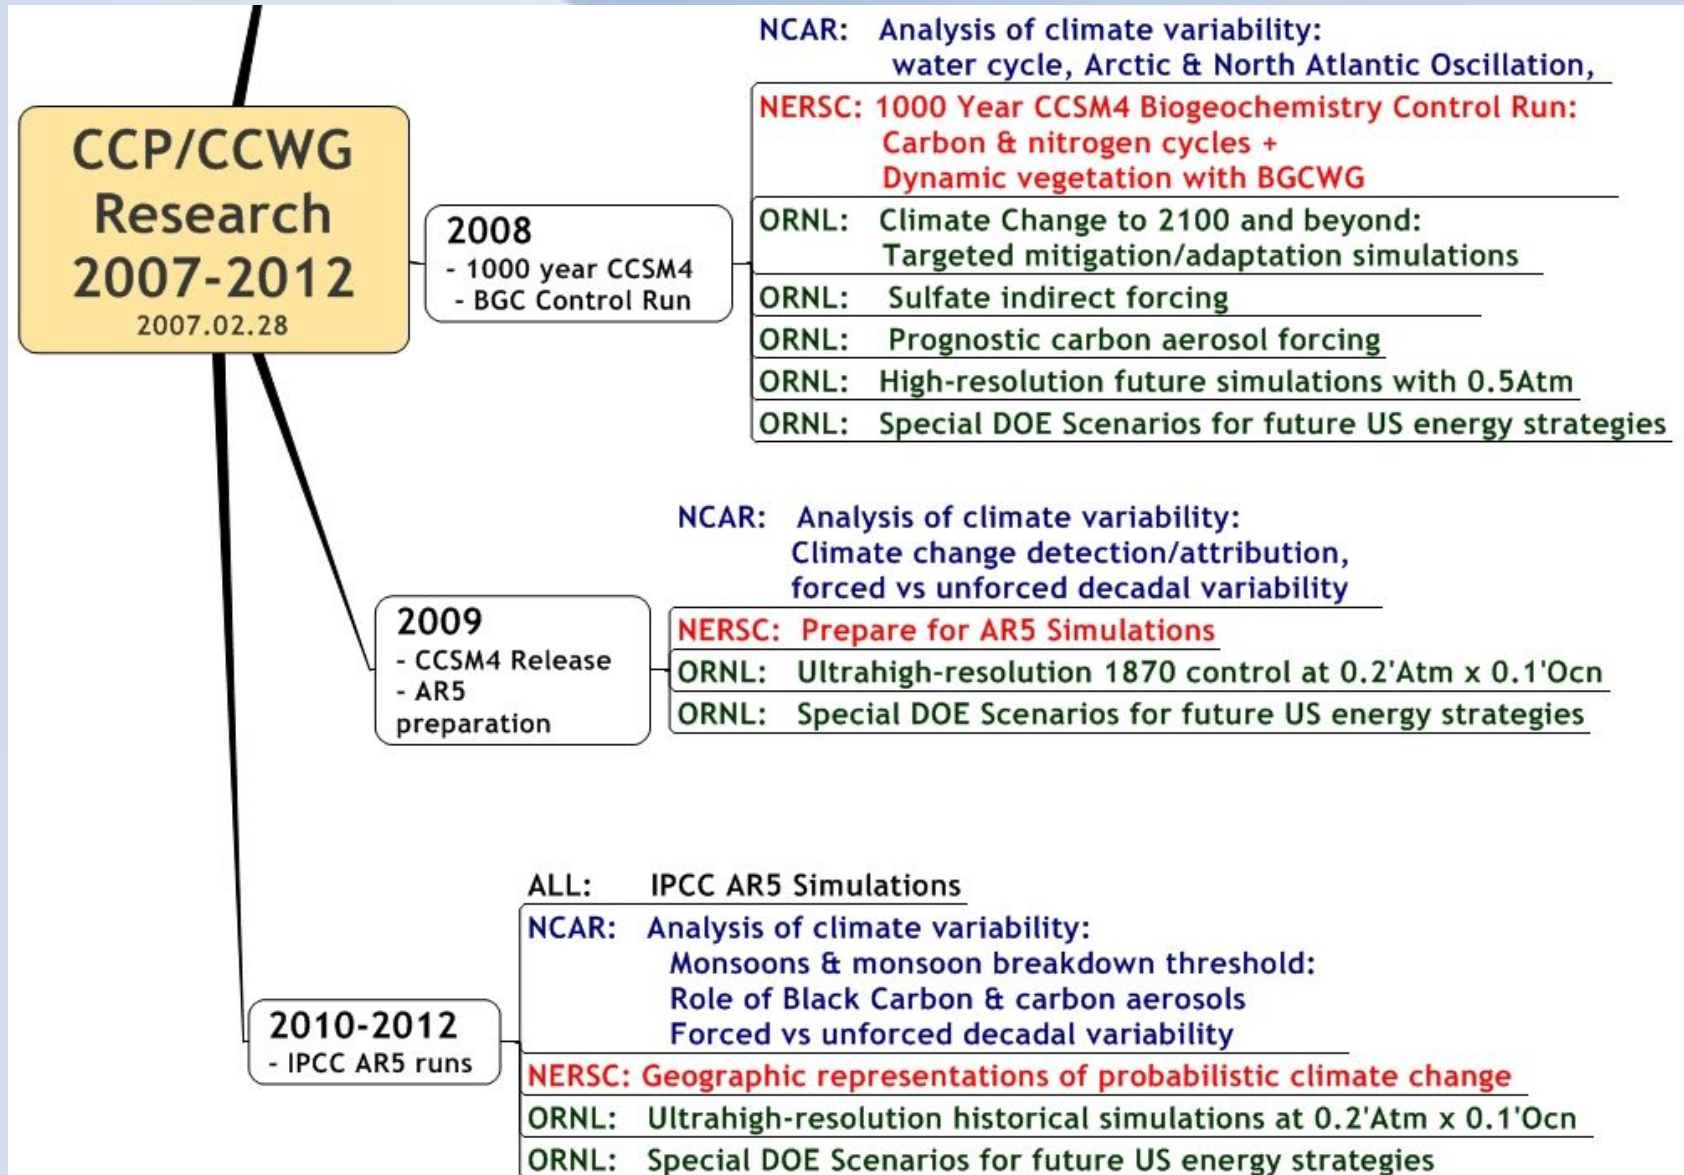 CCP/CCWG
Research
2007-2012
2007.02.28
2008
- 1000 year CCSM4
- BGC Control Run
NCAR: Analysis of climate variability:
water cycle, Arctic & North Atlantic Oscillation,
NERSC: 1000 Year CCSM4 Biogeochemistry Control Run:
Carbon & nitrogen cycles +
Dynamic vegetation with BGCWG
ORNL: Climate Change to 2100 and beyond:
Targeted mitigation/adaptation simulations
ORNL: Sulfate indirect forcing
ORNL: Prognostic carbon aerosol forcing
ORNL: High-resolution future simulations with 0.5Atm
ORNL: Special DOE Scenarios for future US energy strategies
2009
- CCSM4 Release
- AR5
preparation
NCAR: Analysis of climate variability:
Climate change detection/attribution,
forced vs unforced decadal variability
NERSC: Prepare for AR5 Simulations
ORNL: Ultrahigh-resolution 1870 control at 0.2'Atm x 0.1'Ocn
ORNL: Special DOE Scenarios for future US energy strategies
2010-2012
- IPCC AR5 runs
ALL: IPCC AR5 Simulations
NCAR: Analysis of climate variability:
Monsoons & monsoon breakdown threshold:
Role of Black Carbon & carbon aerosols
Forced vs unforced decadal variability
NERSC: Geographic representations of probabilistic climate change
ORNL: Ultrahigh-resolution historical simulations at 0.2'Atm x 0.1'Ocn
ORNL: Special DOE Scenarios for future US energy strategies